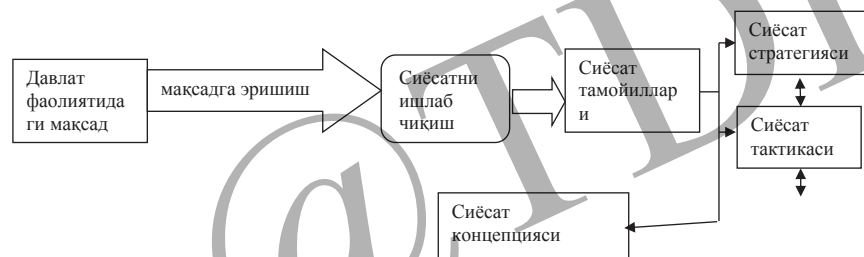 Давлат
фаолиятида
ги мақсад
мақсадга эришиш
Сиёсатни
ишлаб
чиқиш
Сиёсат
тамойиллар
и
Сиёсат
стратегияси
Сиёсат
тактикаси
Сиёсат
концепцияси